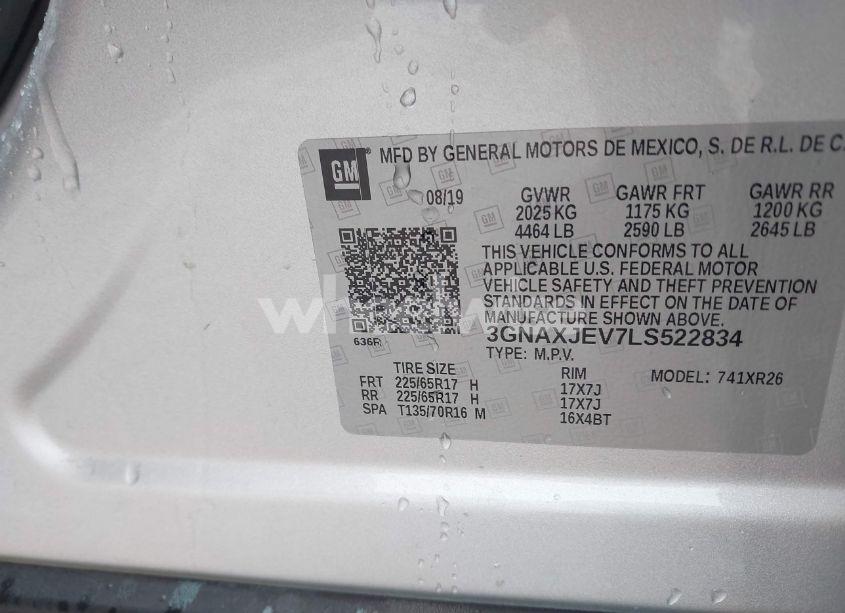 GM
MFD BY GENERAL MOTORS DE MEXICO, S. DE R.L. DE C.
08/19
GVWR GAWR FRT GAWR RR
2025 KG 1175 KG 1200 KG
4464 LB 2590 LB 2645 LB
THIS VEHICLE CONFORMS TO ALL
APPLICABLE U.S. FEDERAL MOTOR
VEHICLE SAFETY AND THEFT PREVENTION
STANDARDS IN EFFECT ON THE DATE OF
MANUFACTURE SHOWN ABOVE.
3GNAXJEV7LS522834
636R
TYPE: M.P.V.
TIRE SIZE RIM MODEL: 741XR26
FRT 225/65R17 H 17X7J
RR 225/65R17 H 17X7J
SPA T135/70R16 M 16X4BT